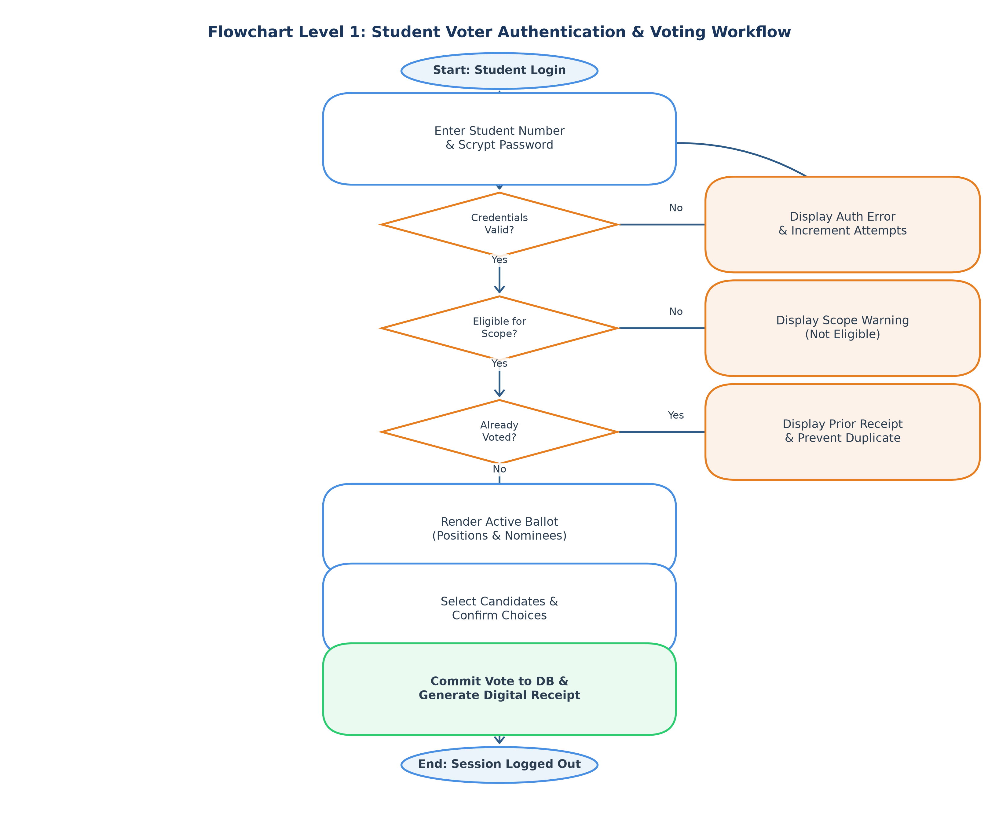 Flowchart Level 1: Student Voter Authentication & Voting Workflow
Start: Student Login
Enter Student Number
& Scrypt Password
Credentials
Valid?
No
Display Auth Error
& Increment Attempts
Yes
Eligible for
Scope?
No
Display Scope Warning
(Not Eligible)
Yes
Already
Voted?
Yes
Display Prior Receipt
& Prevent Duplicate
No
Render Active Ballot
(Positions & Nominees)
Select Candidates &
Confirm Choices
Commit Vote to DB &
Generate Digital Receipt
End: Session Logged Out